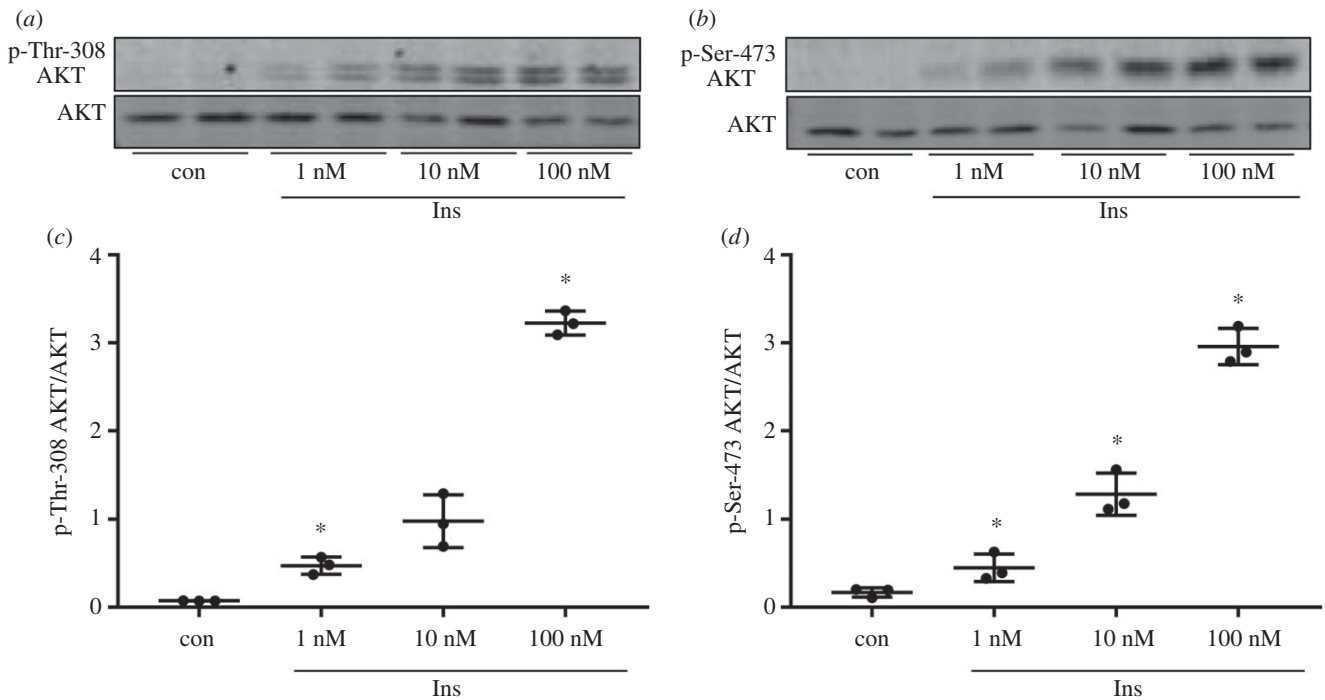 (a)
p-Thr-308
AKT
AKT
con 1 nM 10 nM 100 nM
Ins
(b)
p-Ser-473
AKT
AKT
con 1 nM 10 nM 100 nM
Ins
(c)
p-Thr-308 AKT/AKT
4
3
2
1
0
* *
con 1 nM 10 nM 100 nM
Ins
(d)
p-Ser-473 AKT/AKT
4
3
2
1
0
* * *
con 1 nM 10 nM 100 nM
Ins